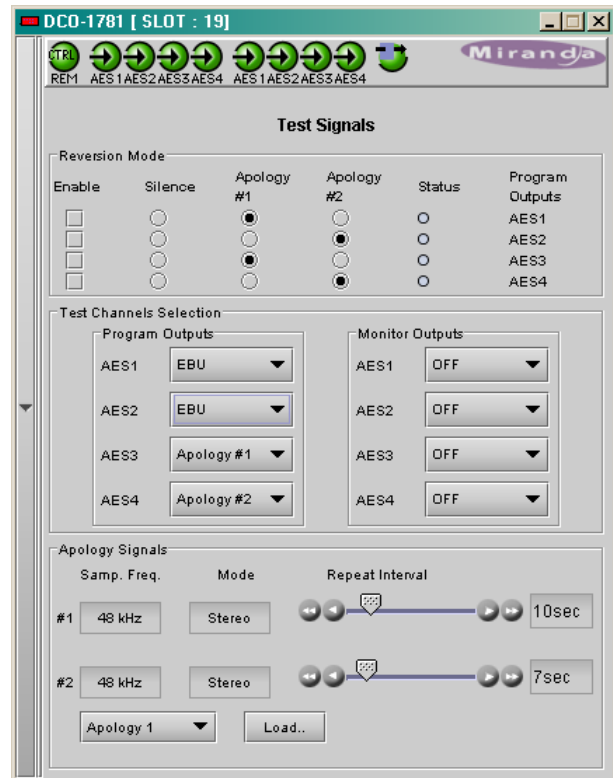 DCO-1781 [ SLOT : 19]
CTRL
REM AES1 AES2 AES3 AES4 AES1 AES2 AES3 AES4
Miranda
Test Signals
Reversion Mode
Enable Silence Apology #1 Apology #2 Status Program Outputs
AES1
AES2
AES3
AES4
Test Channels Selection
Program Outputs
AES1 EBU
AES2 EBU
AES3 Apology #1
AES4 Apology #2
Monitor Outputs
AES1 OFF
AES2 OFF
AES3 OFF
AES4 OFF
Apology Signals
Samp. Freq. Mode Repeat Interval
#1 48 kHz Stereo 10sec
#2 48 kHz Stereo 7sec
Apology 1 Load..